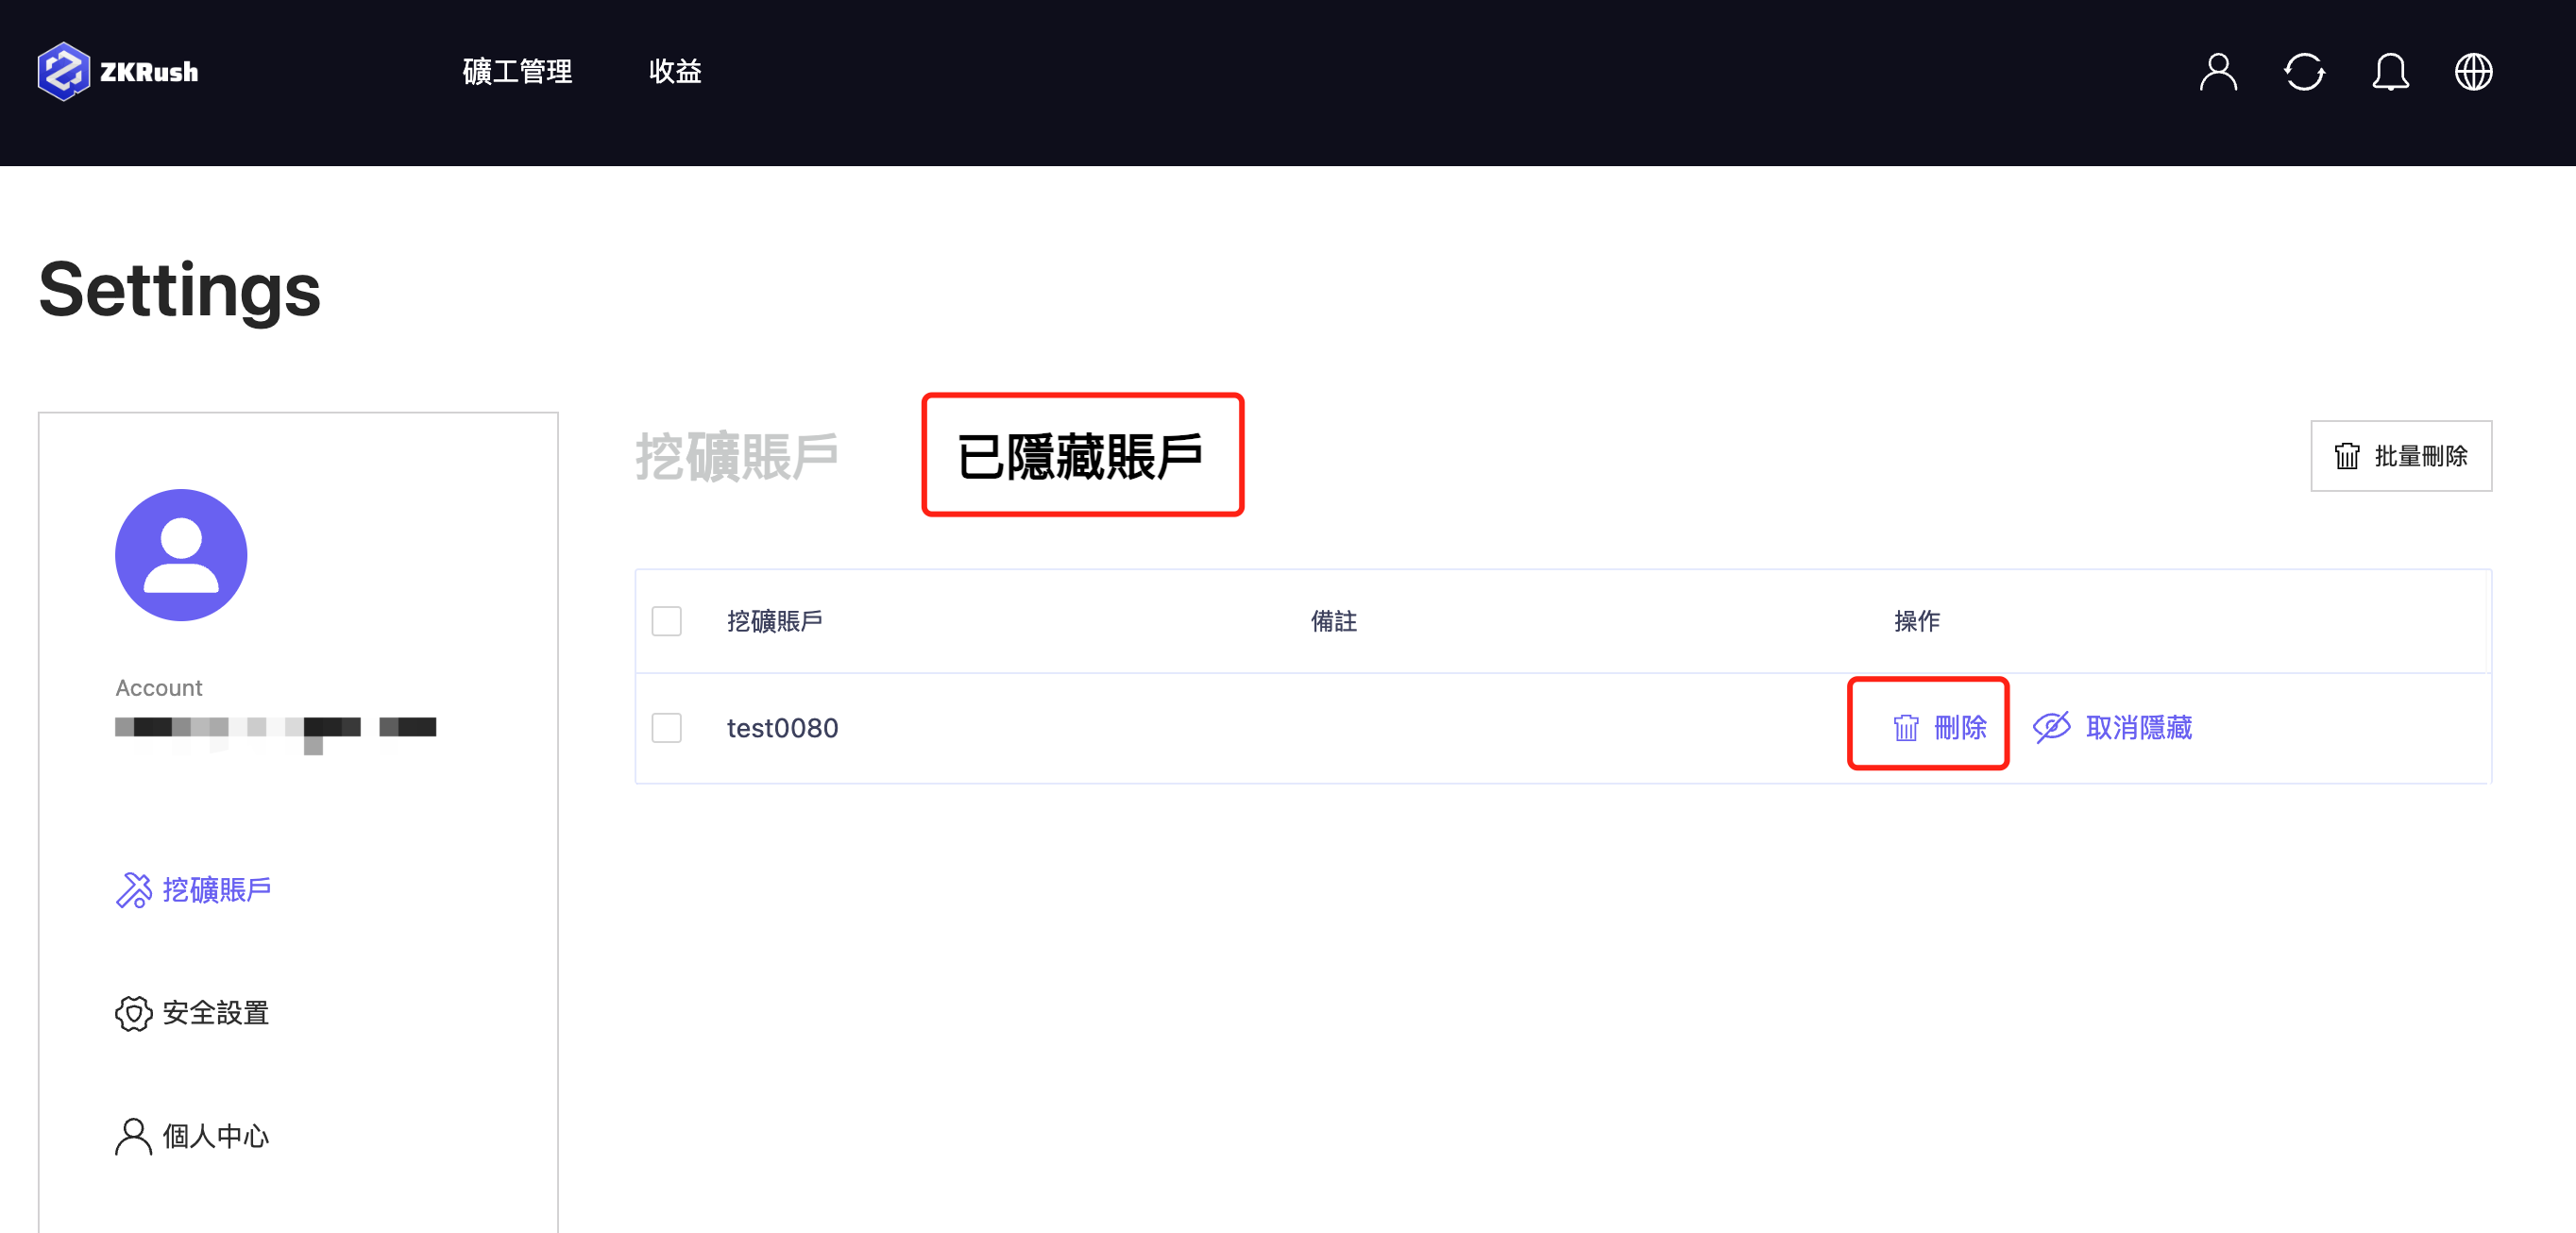 ZKRush
礦工管理
收益
Settings
挖礦賬戶
已隱藏賬戶
批量刪除
Account
挖礦賬戶
備註
操作
test0080
刪除
取消隱藏
挖礦賬戶
安全設置
個人中心